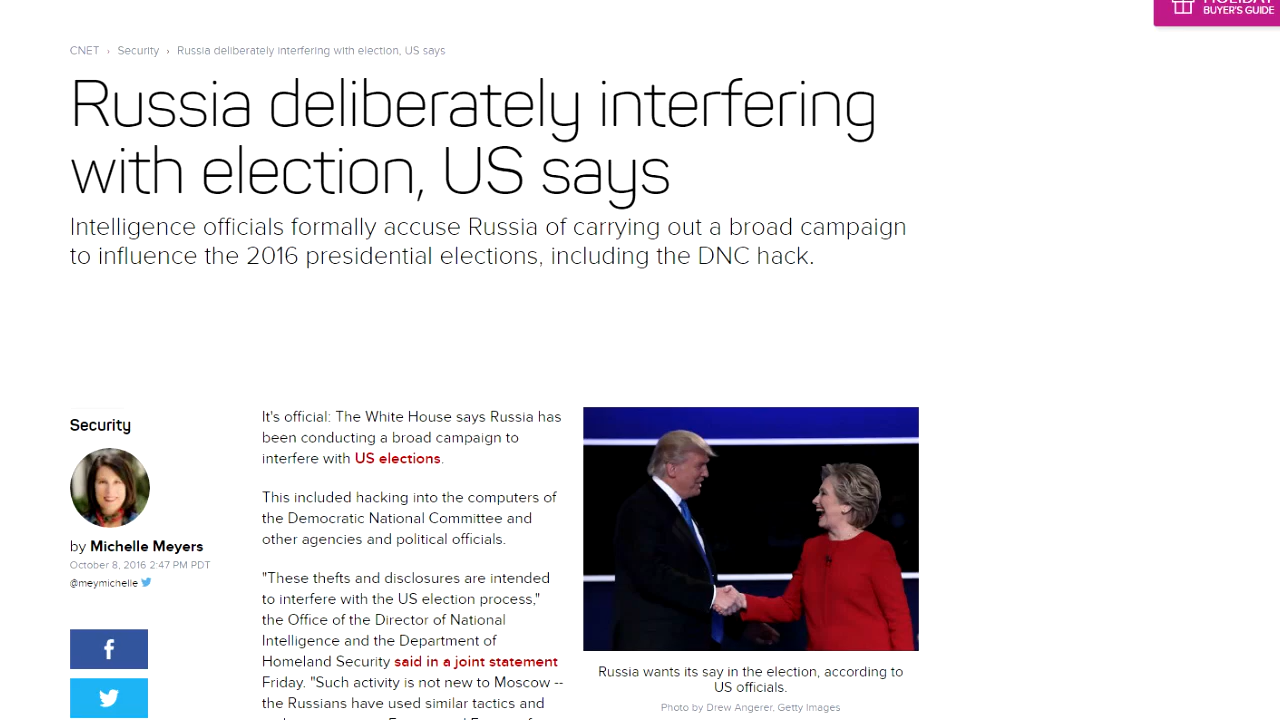 HOLIDAY
BUYER'S GUIDE
CNET › Security › Russia deliberately interfering with election, US says
Russia deliberately interfering
with election, US says
Intelligence officials formally accuse Russia of carrying out a broad campaign
to influence the 2016 presidential elections, including the DNC hack.
Security
by Michelle Meyers
October 8, 2016 2:47 PM PDT
@meymichelle
It's official: The White House says Russia has
been conducting a broad campaign to
interfere with US elections.
This included hacking into the computers of
the Democratic National Committee and
other agencies and political officials.
"These thefts and disclosures are intended
to interfere with the US election process,"
the Office of the Director of National
Intelligence and the Department of
Homeland Security said in a joint statement
Friday. "Such activity is not new to Moscow --
the Russians have used similar tactics and
Russia wants its say in the election, according to
US officials.
Photo by Drew Angerer, Getty Images